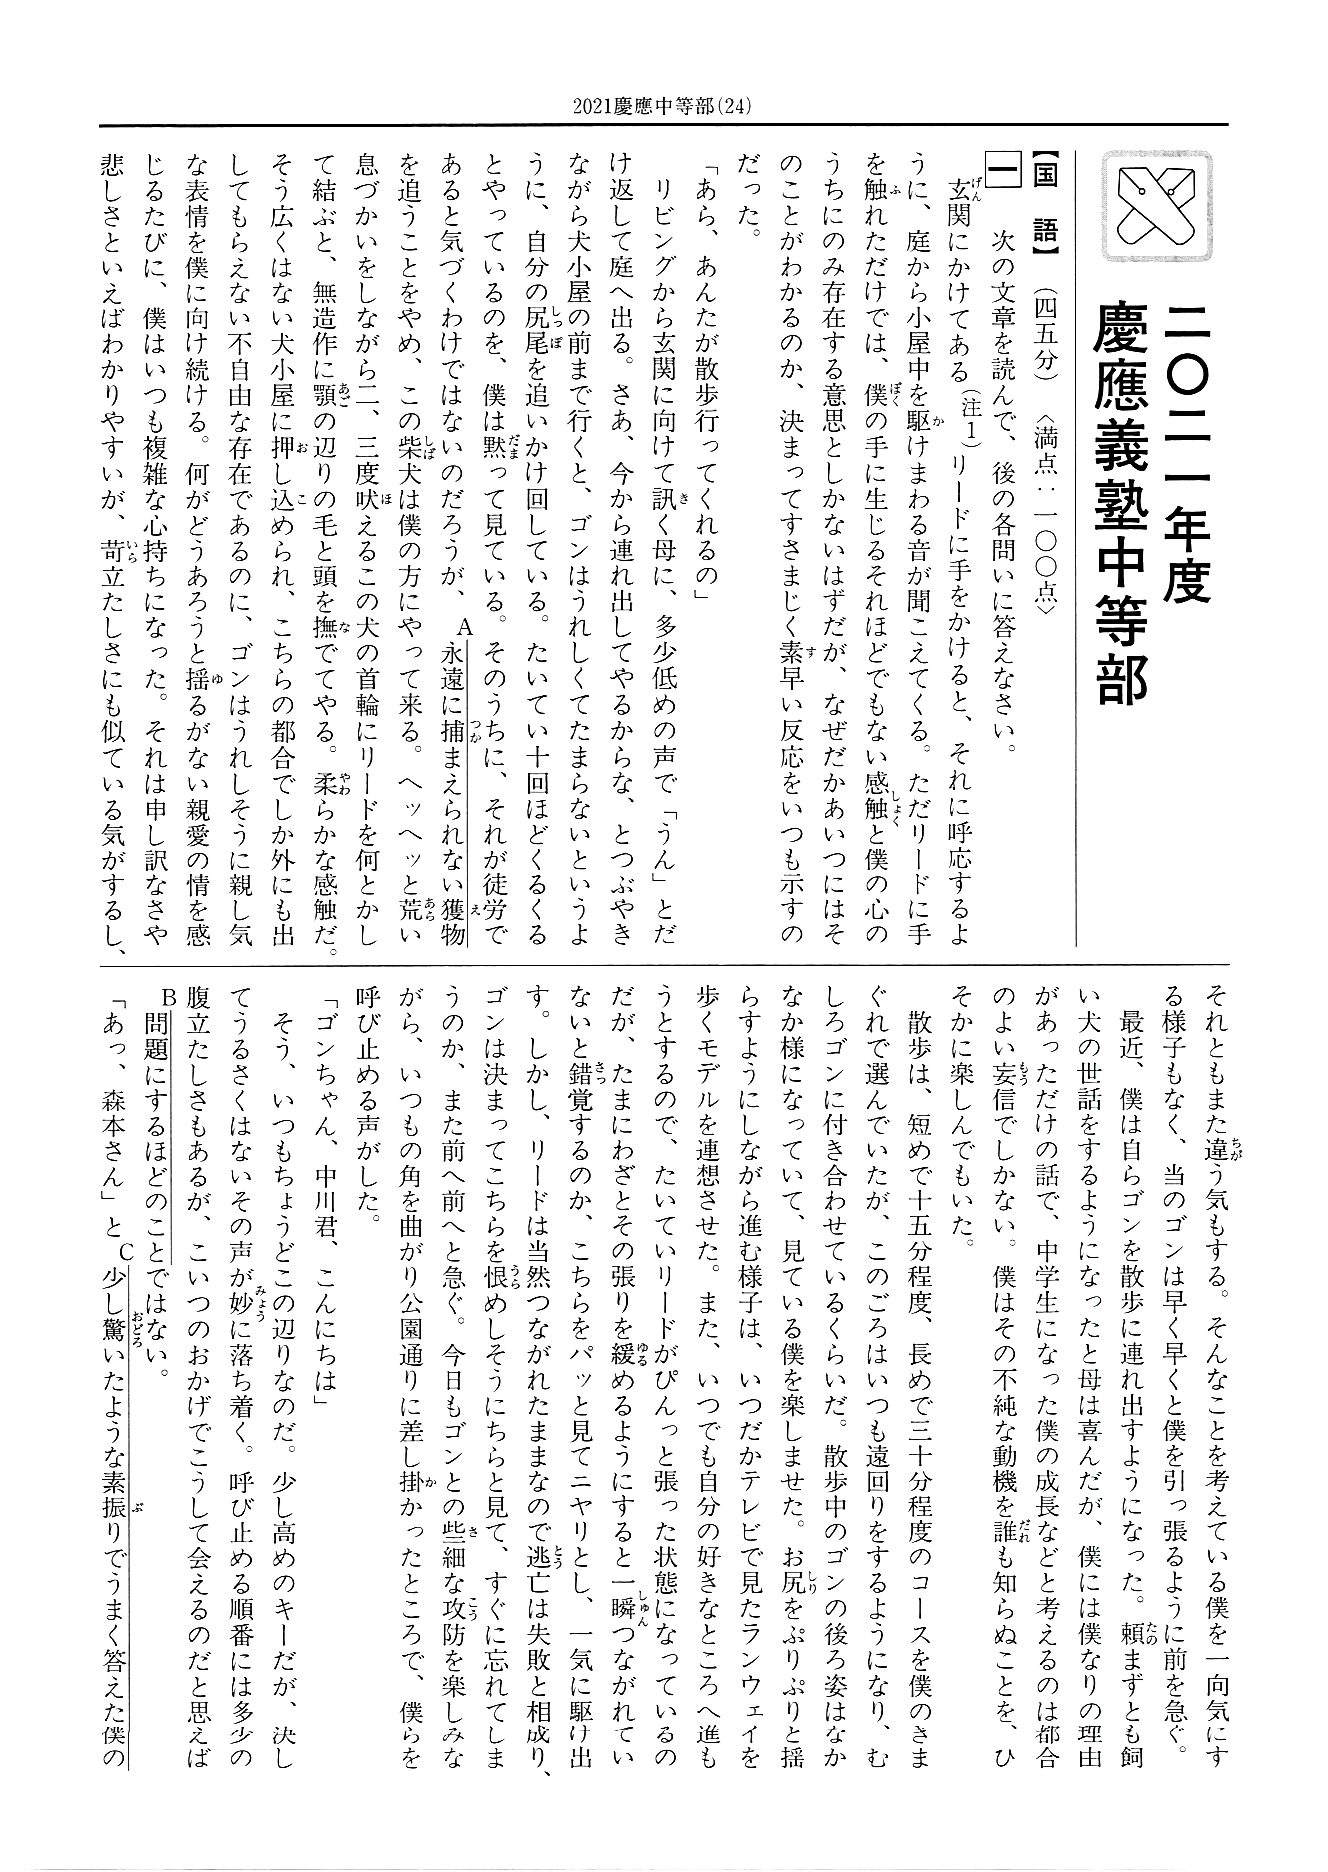 2021慶應中等部(24)
二〇二一年度
慶應義塾中等部
【国　語】（四五分）〈満点：一〇〇点〉
一　次の文章を読んで、後の各問いに答えなさい。
玄関にかけてある（注1）リードに手をかけると、それに呼応するよ
うに、庭から小屋中を駆けまわる音が聞こえてくる。ただリードに手
を触れただけでは、僕の手に生じるそれほどでもない感触と僕の心の
うちにのみ存在する意思としかないはずだが、なぜだかあいつにはそ
のことがわかるのか、決まってすさまじく素早い反応をいつも示すの
だった。
「あら、あんたが散歩行ってくれるの」
リビングから玄関に向けて訊く母に、多少低めの声で「うん」とだ
け返して庭へ出る。さあ、今から連れ出してやるからな、とつぶやき
ながら犬小屋の前まで行くと、ゴンはうれしくてたまらないというよ
うに、自分の尻尾を追いかけ回している。たいてい十回ほどくるくる
とやっているのを、僕は黙って見ている。そのうちに、それが徒労で
あると気づくわけではないのだろうが、A永遠に捕まえられない獲物
を追うことをやめ、この柴犬は僕の方にやって来る。ヘッヘッと荒い
息づかいをしながら二、三度吠えるこの犬の首輪にリードを何とかし
て結ぶと、無造作に顎の辺りの毛と頭を撫でてやる。柔らかな感触だ。
そう広くはない犬小屋に押し込められ、こちらの都合でしか外にも出
してもらえない不自由な存在であるのに、ゴンはうれしそうに親し気
な表情を僕に向け続ける。何がどうあろうと揺るがない親愛の情を感
じるたびに、僕はいつも複雑な心持ちになった。それは申し訳なさや
悲しさといえばわかりやすいが、苛立たしさにも似ている気がするし、
それともまた違う気もする。そんなことを考えている僕を一向気にす
る様子もなく、当のゴンは早く早くと僕を引っ張るように前を急ぐ。
最近、僕は自らゴンを散歩に連れ出すようになった。頼まずとも飼
い犬の世話をするようになったと母は喜んだが、僕には僕なりの理由
があっただけの話で、中学生になった僕の成長などと考えるのは都合
のよい妄信でしかない。僕はその不純な動機を誰も知らぬことを、ひ
そかに楽しんでもいた。
散歩は、短めで十五分程度、長めで三十分程度のコースを僕のきま
ぐれで選んでいたが、このごろはいつも遠回りをするようになり、む
しろゴンに付き合わせているくらいだ。散歩中のゴンの後ろ姿はなか
なか様になっていて、見ている僕を楽しませた。お尻をぷりぷりと揺
らすようにしながら進む様子は、いつだかテレビで見たランウェイを
歩くモデルを連想させた。また、いつでも自分の好きなところへ進も
うとするので、たいていリードがぴんっと張った状態になっているの
だが、たまにわざとその張りを緩めるようにすると一瞬つながれてい
ないと錯覚するのか、こちらをパッと見てニヤリとし、一気に駆け出
す。しかし、リードは当然つながれたままなので逃亡は失敗と相成り、
ゴンは決まってこちらを恨めしそうにちらと見て、すぐに忘れてしま
うのか、また前へ前へと急ぐ。今日もゴンとの些細な攻防を楽しみな
がら、いつもの角を曲がり公園通りに差し掛かったところで、僕らを
呼び止める声がした。
「ゴンちゃん、中川君、こんにちは」
そう、いつもちょうどこの辺りなのだ。少し高めのキーだが、決し
てうるさくはないその声が妙に落ち着く。呼び止める順番には多少の
腹立たしさもあるが、こいつのおかげでこうして会えるのだと思えば
B問題にするほどのことではない。
「あっ、森本さん」とC少し驚いたような素振りでうまく答えた僕の